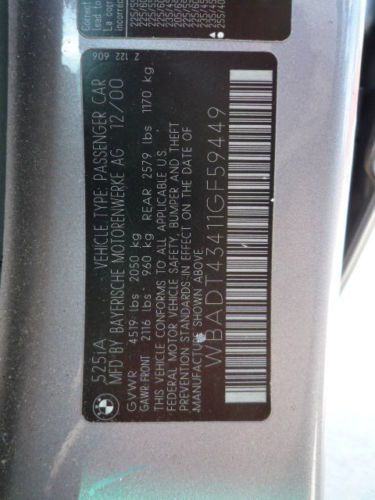 Z 122 606
525iA VEHICLE TYPE: PASSENGER CAR
MFD BY BAYERISCHE MOTORENWERKE AG 12/00
GVWR 4519 lbs 2050 kg
GAWR-FRONT 2116 lbs 960 kg REAR 2579 lbs 1170 kg
THIS VEHICLE CONFORMS TO ALL APPLICABLE
FEDERAL MOTOR VEHICLE SAFETY, BUMPER AND THEFT
PREVENTION STANDARDS IN EFFECT ON THE DATE OF
MANUFACTURE SHOWN ABOVE
WBADT43411GF59449
BMW